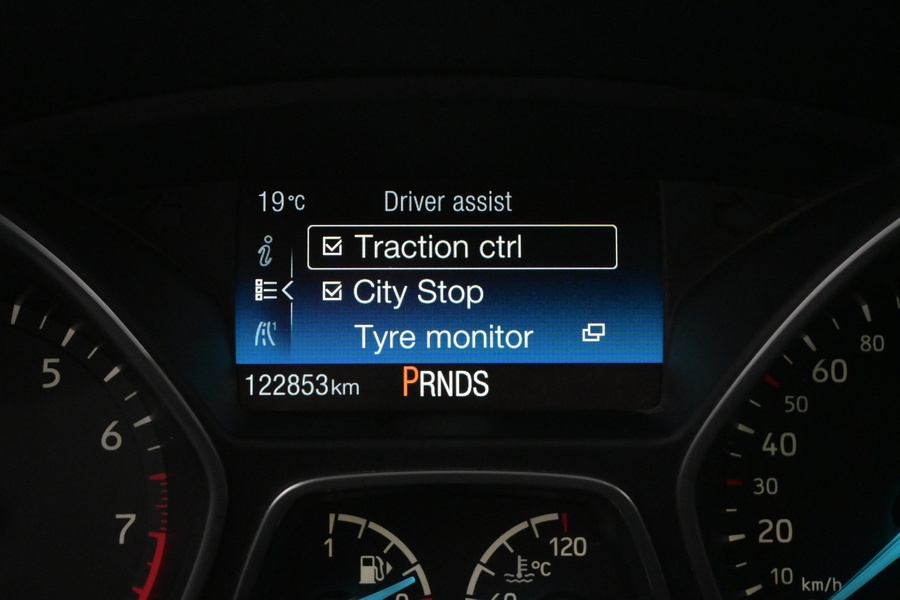 19°C Driver assist
Traction ctrl
City Stop
Tyre monitor
122853km PRNDS
5
6
7
1
120
°C
80
60
50
40
30
20
10 km/h